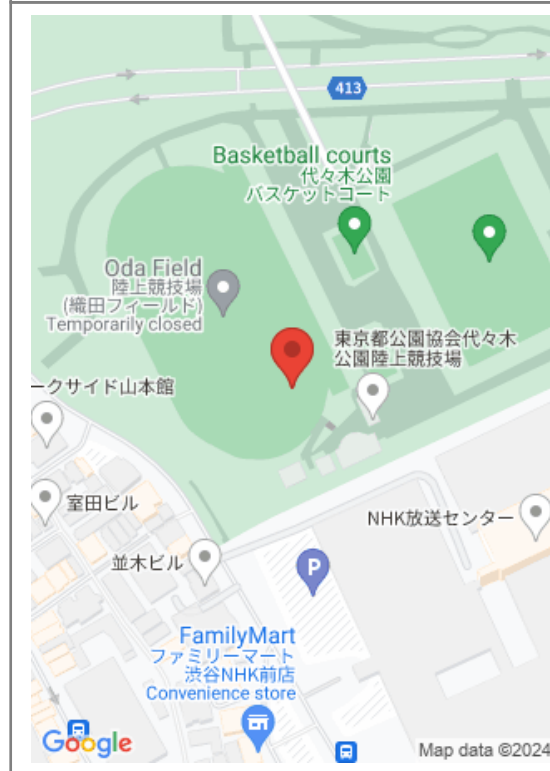 413
Basketball courts
代々木公園
バスケットコート
Oda Field
陸上競技場
(織田フィールド)
Temporarily closed
東京都公園協会代々木
公園陸上競技場
ークサイド山本館
室田ビル
NHK放送センター
並木ビル
P
FamilyMart
ファミリーマート
渋谷NHK前店
Convenience store
Google
Map data ©2024